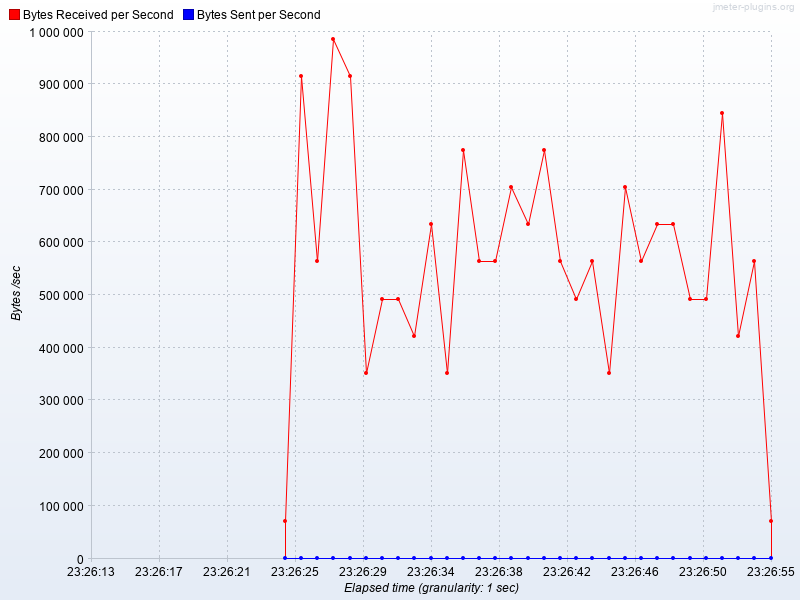 jmeter-plugins.org
Bytes Received per Second Bytes Sent per Second
1 000 000
900 000
800 000
700 000
600 000
500 000
400 000
300 000
200 000
100 000
0
Bytes /sec
23:26:13 23:26:17 23:26:21 23:26:25 23:26:29 23:26:34 23:26:38 23:26:42 23:26:46 23:26:50 23:26:55
Elapsed time (granularity: 1 sec)